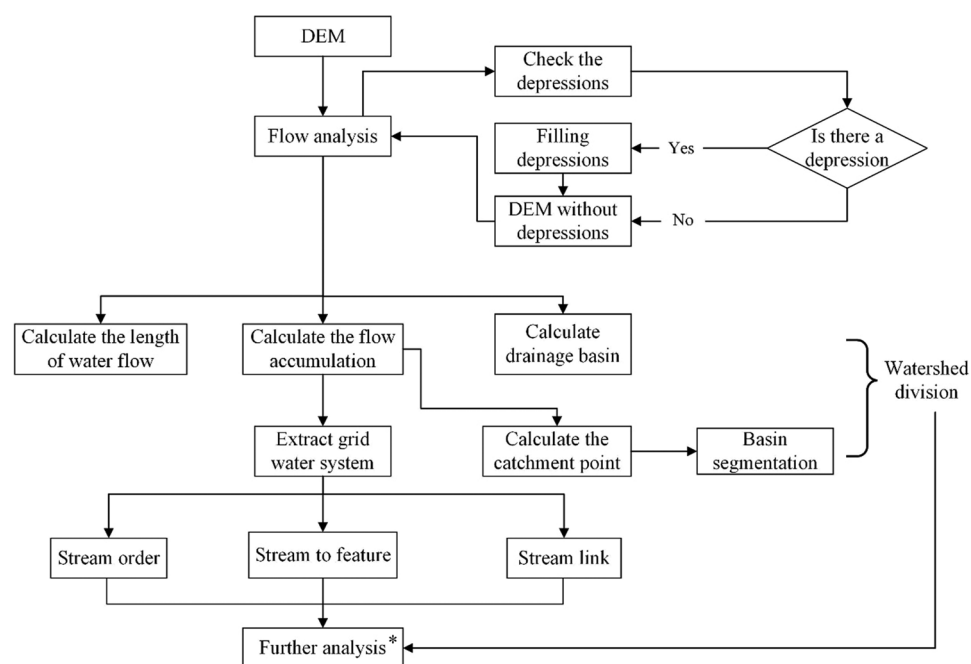 DEM
Check the
depressions
Flow analysis
Filling
depressions
Yes
Is there a
depression
DEM without
depressions
No
Calculate the length
of water flow
Calculate the flow
accumulation
Calculate
drainage basin
Watershed
division
Extract grid
water system
Calculate the
catchment point
Basin
segmentation
Stream order
Stream to feature
Stream link
Further analysis*